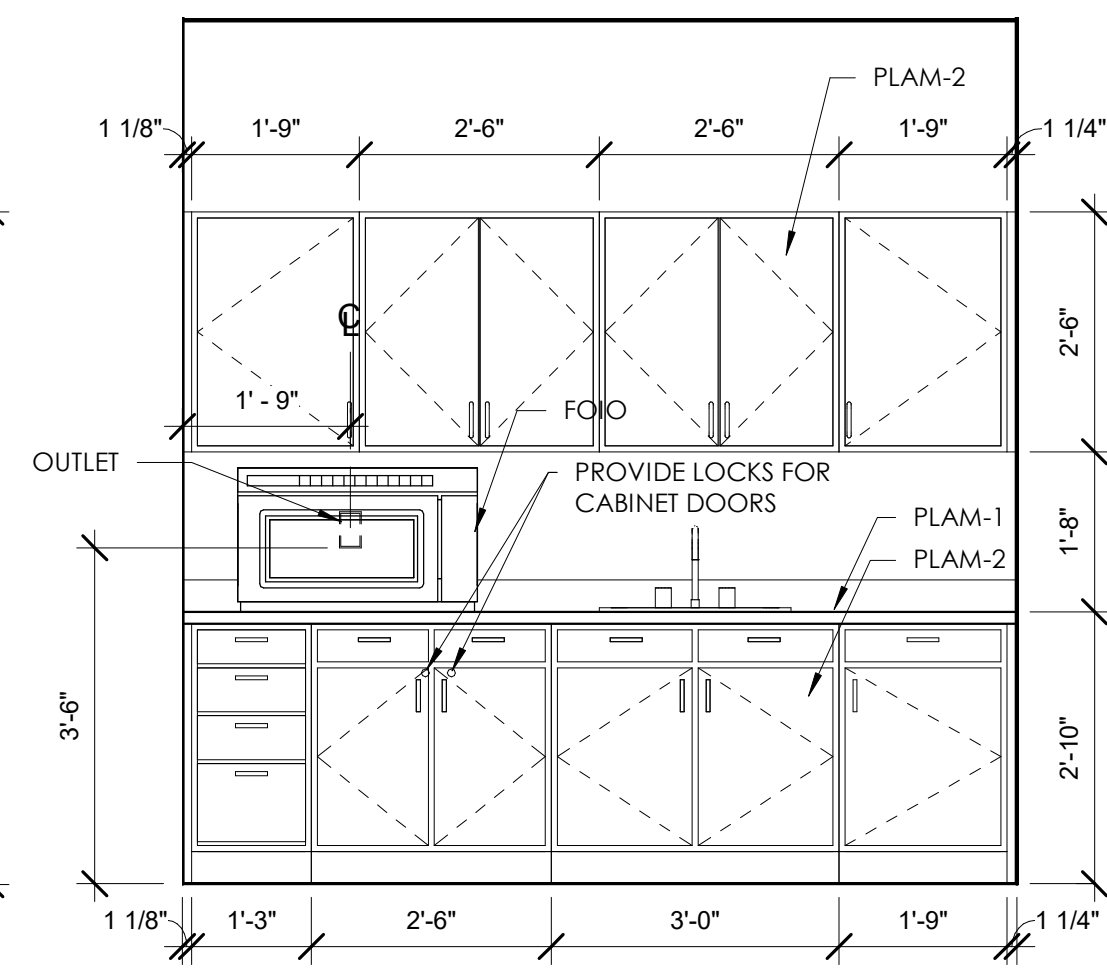 PLAM-2
1 1/8"
1'-9"
2'-6"
2'-6"
1'-9"
1 1/4"
℄
2'-6"
1' - 9"
FOIO
OUTLET
PROVIDE LOCKS FOR
CABINET DOORS
PLAM-1
1'-8"
PLAM-2
3'-6"
2'-10"
1 1/8"
1'-3"
2'-6"
3'-0"
1'-9"
1 1/4"